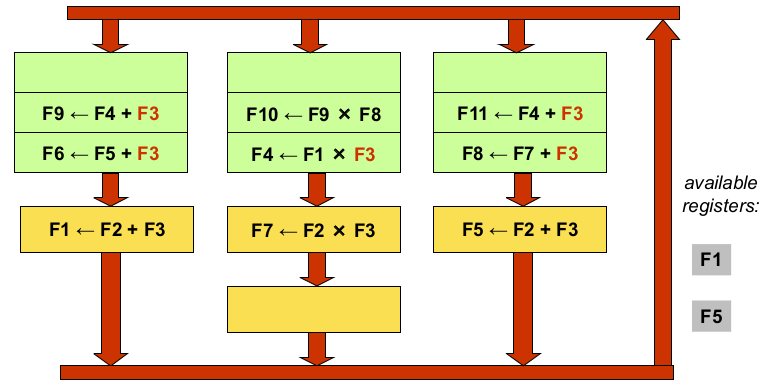 F9 ← F4 + F3
F10 ← F9 × F8
F11 ← F4 + F3
F6 ← F5 + F3
F4 ← F1 × F3
F8 ← F7 + F3
F1 ← F2 + F3
F7 ← F2 × F3
F5 ← F2 + F3
available
registers:
F1
F5